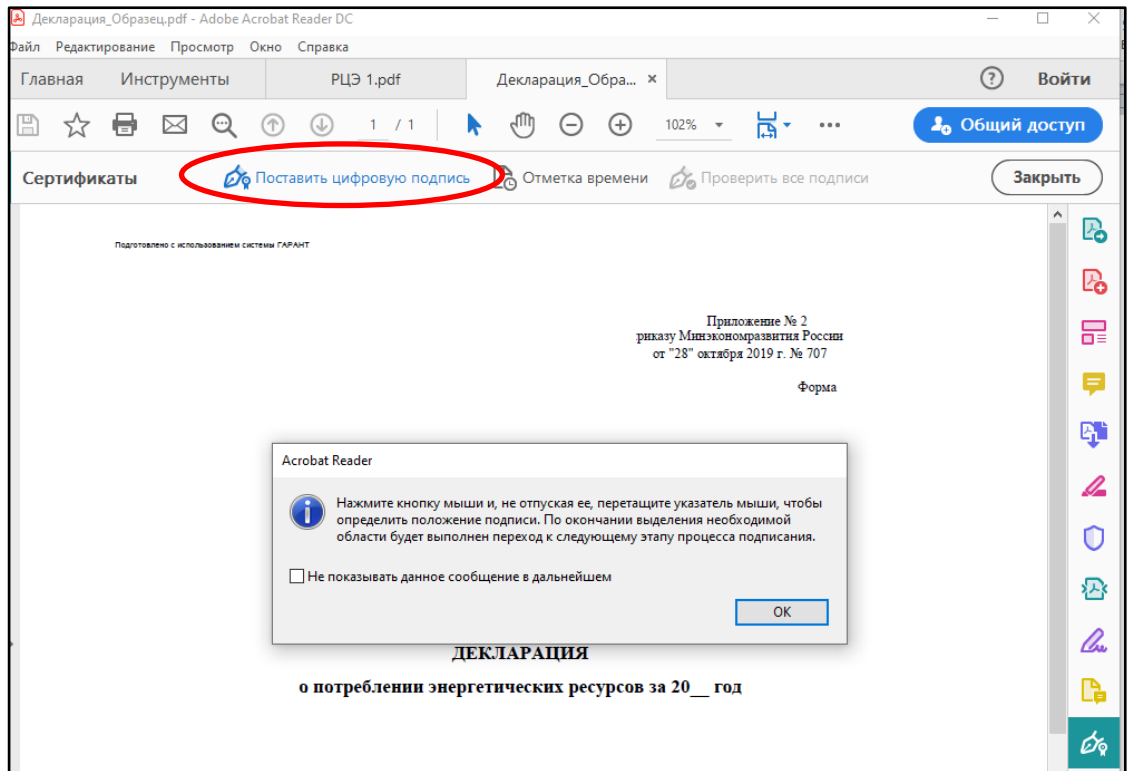 Декларация_Образец.pdf - Adobe Acrobat Reader DC
Файл Редактирование Просмотр Окно Справка
Главная Инструменты РЦЭ 1.pdf Декларация_Обра... × Войти
1 / 1 102% Общий доступ
Сертификаты Поставить цифровую подпись Отметка времени Проверить все подписи Закрыть
Подготовлено с использованием системы ГАРАНТ
Приложение № 2
риказу Минэкономразвития России
от "28" октября 2019 г. № 707
Форма
Acrobat Reader
Нажмите кнопку мыши и, не отпуская ее, перетащите указатель мыши, чтобы
определить положение подписи. По окончании выделения необходимой
области будет выполнен переход к следующему этапу процесса подписания.
Не показывать данное сообщение в дальнейшем
ОК
ДЕКЛАРАЦИЯ
о потреблении энергетических ресурсов за 20__ год